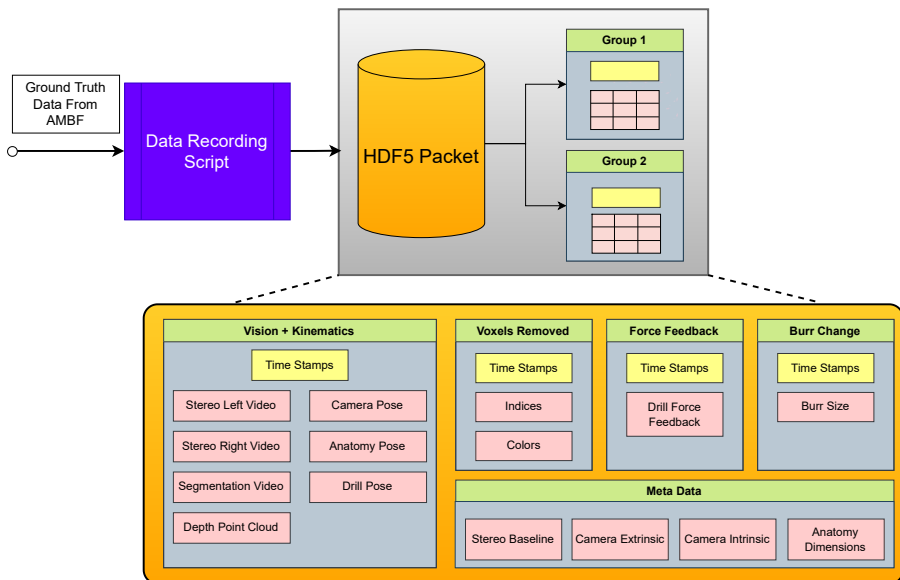 Ground Truth
Data From
AMBF
Data Recording
Script
HDF5 Packet
Group 1
Group 2
Vision + Kinematics
Time Stamps
Stereo Left Video
Camera Pose
Stereo Right Video
Anatomy Pose
Segmentation Video
Drill Pose
Depth Point Cloud
Voxels Removed
Time Stamps
Indices
Colors
Force Feedback
Time Stamps
Drill Force
Feedback
Burr Change
Time Stamps
Burr Size
Meta Data
Stereo Baseline
Camera Extrinsic
Camera Intrinsic
Anatomy
Dimensions